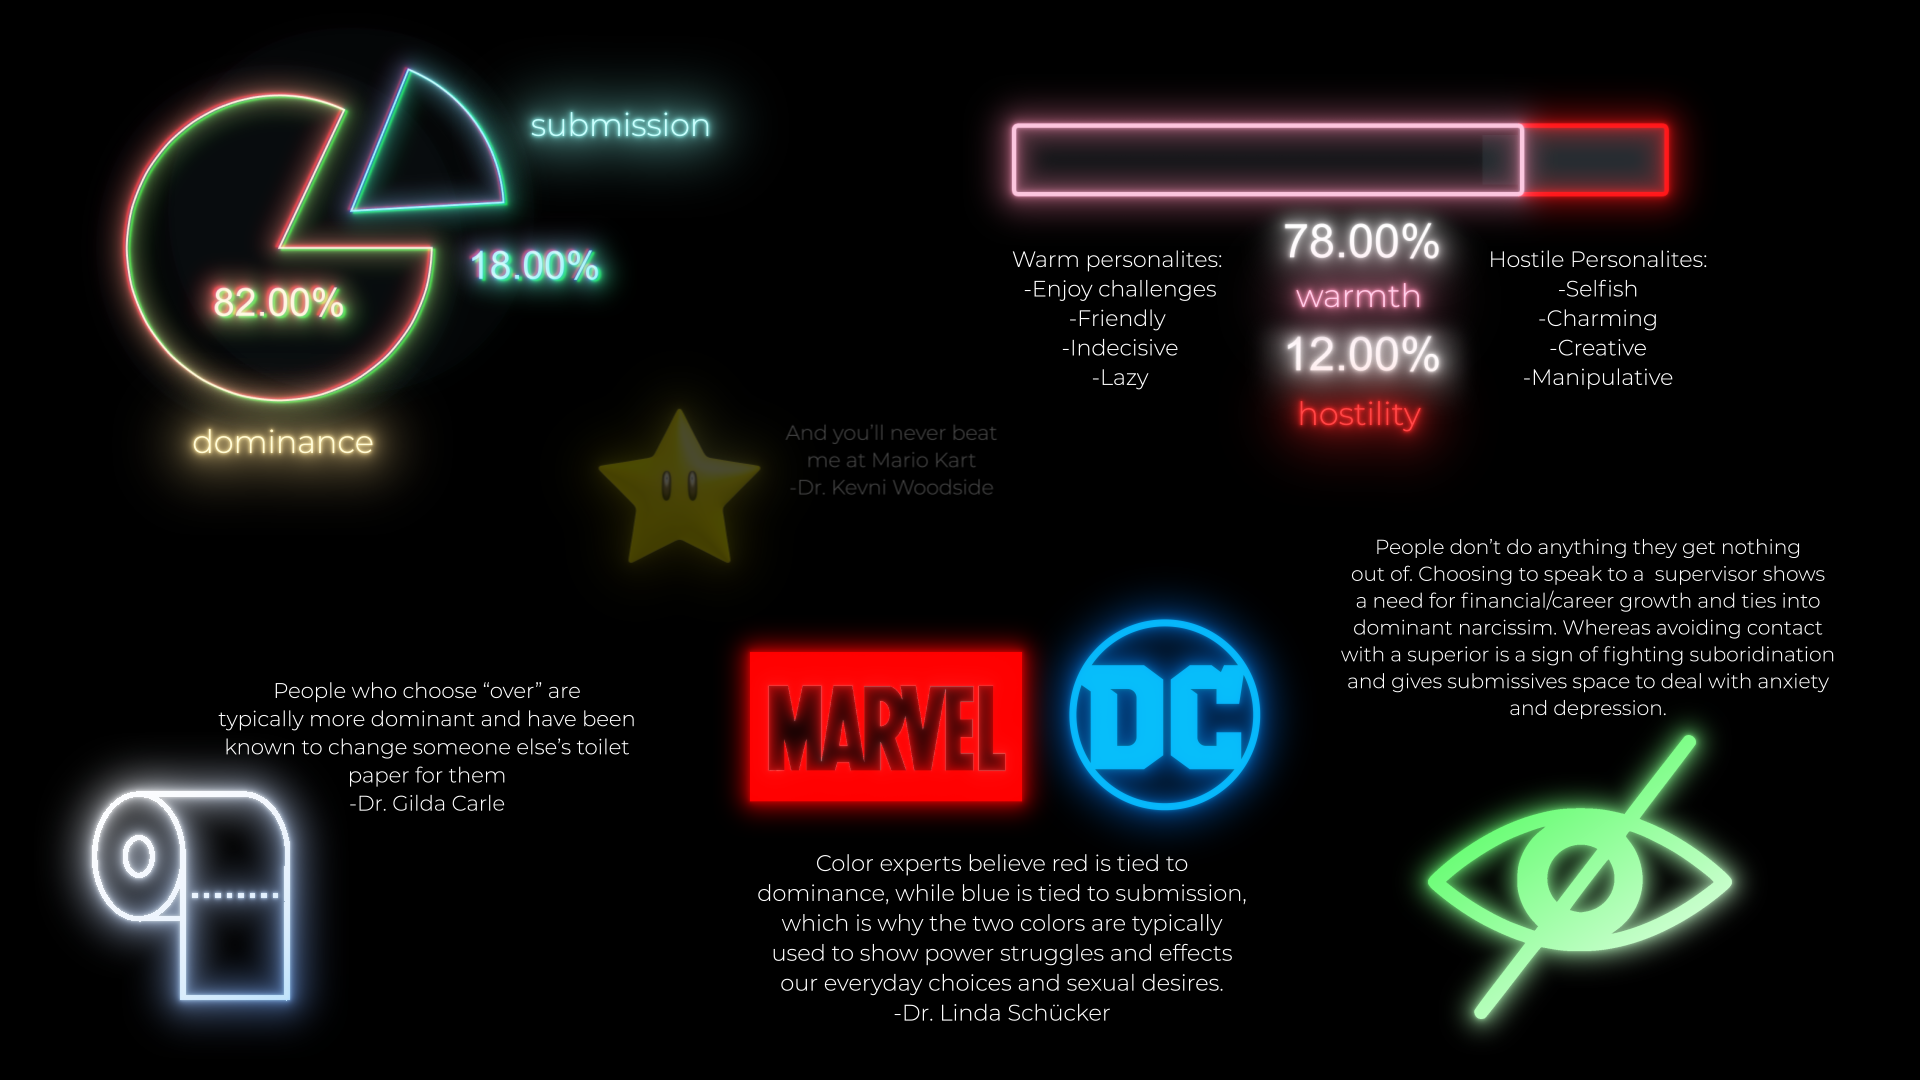 submission
18.00%
82.00%
dominance
78.00%
warmth
12.00%
hostility
Warm personalites:
-Enjoy challenges
-Friendly
-Indecisive
-Lazy
Hostile Personalites:
-Selfish
-Charming
-Creative
-Manipulative
And you'll never beat
me at Mario Kart
-Dr. Kevni Woodside
People don't do anything they get nothing
out of. Choosing to speak to a  supervisor shows
a need for financial/career growth and ties into
dominant narcissim. Whereas avoiding contact
with a superior is a sign of fighting suboridination
and gives submissives space to deal with anxiety
and depression.
People who choose “over” are
typically more dominant and have been
known to change someone else's toilet
paper for them
-Dr. Gilda Carle
MARVEL
DC
Color experts believe red is tied to
dominance, while blue is tied to submission,
which is why the two colors are typically
used to show power struggles and effects
our everyday choices and sexual desires.
-Dr. Linda Schücker